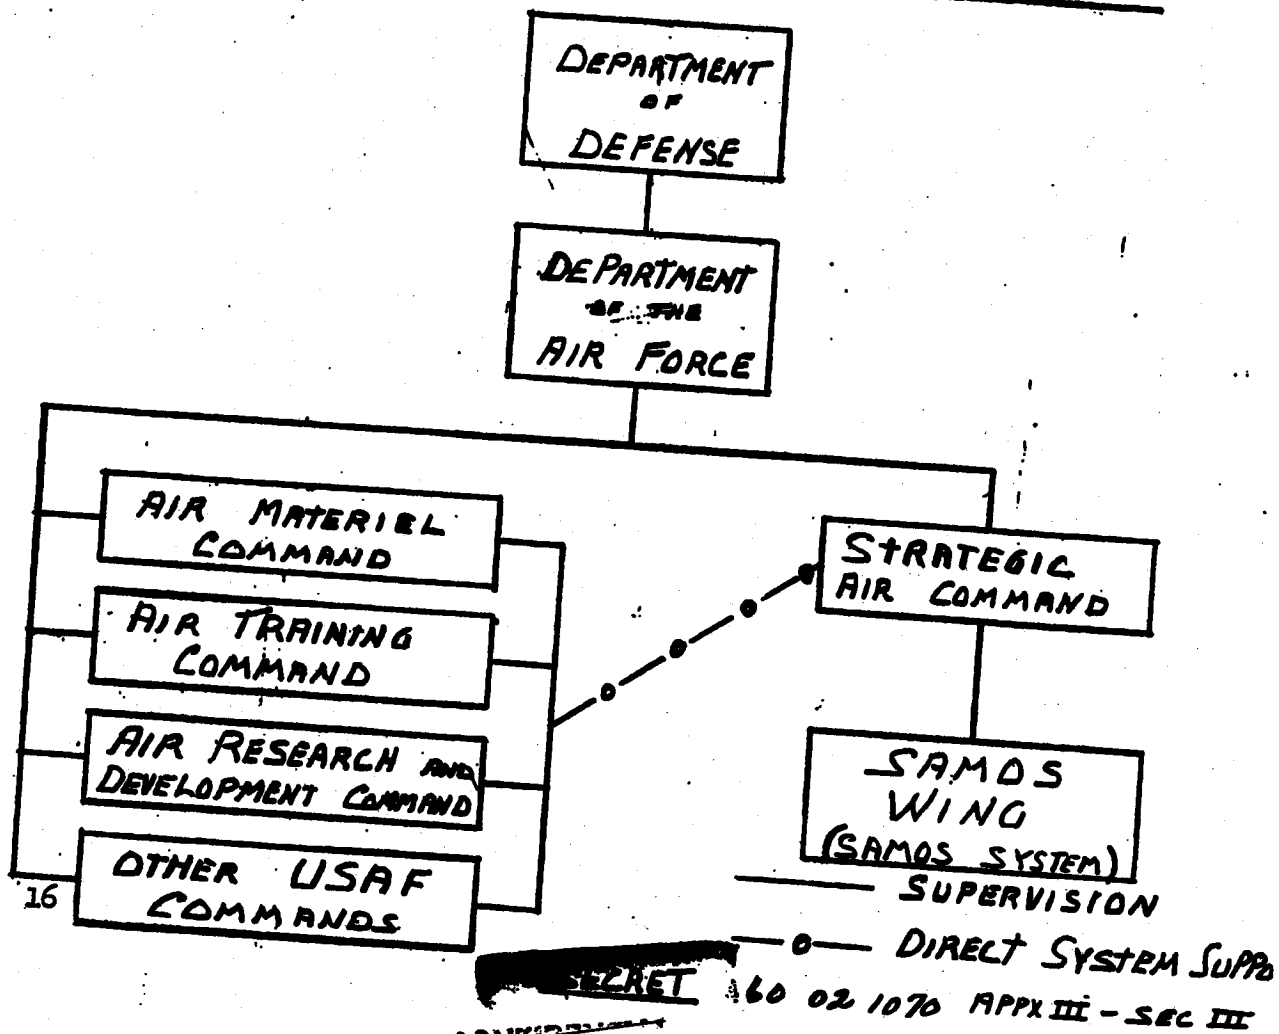 DEPARTMENT
OF
DEFENSE
DEPARTMENT
OF THE
AIR FORCE
AIR MATERIEL
COMMAND
STRATEGIC
AIR COMMAND
AIR TRAINING
COMMAND
AIR RESEARCH AND
DEVELOPMENT COMMAND
SAMOS
WING
(SAMOS SYSTEM)
OTHER USAF
COMMANDS
16
SUPERVISION
DIRECT SYSTEM SUPPO
SECRET 60 02 1070 APPX III - SEC III